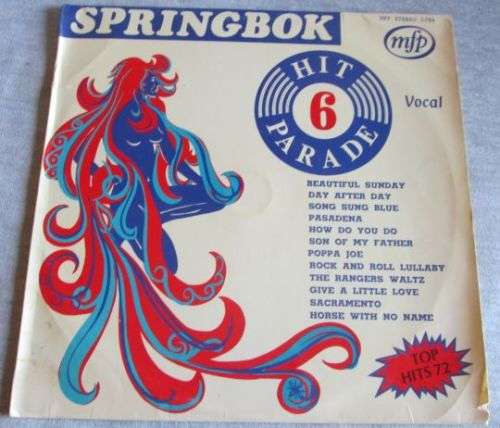 SPRINGBOK
mfp
HIT
6
PARADE
Vocal
BEAUTIFUL SUNDAY
DAY AFTER DAY
SONG SUNG BLUE
PASADENA
HOW DO YOU DO
SON OF MY FATHER
POPPA JOE
ROCK AND ROLL LULLABY
THE RANGERS WALTZ
GIVE A LITTLE LOVE
SACRAMENTO
HORSE WITH NO NAME
TOP
HITS 72